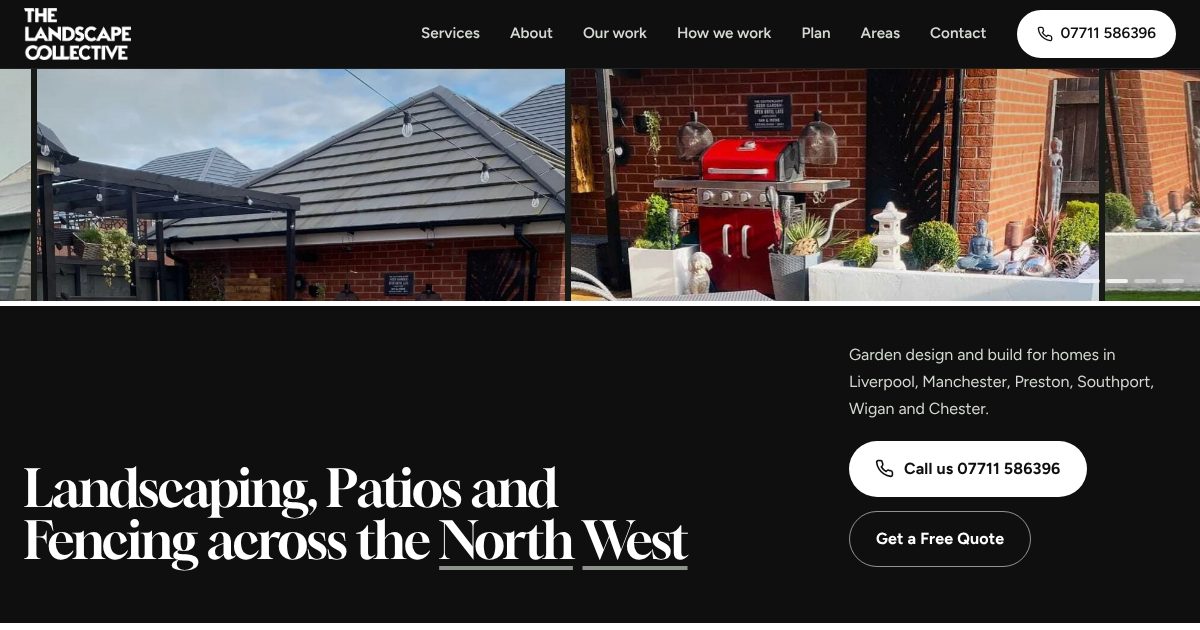 THE
LANDSCAPE
COLLECTIVE
Services About Our work How we work Plan Areas Contact 07711 586396
Garden design and build for homes in
Liverpool, Manchester, Preston, Southport,
Wigan and Chester.
Call us 07711 586396
Get a Free Quote
Landscaping, Patios and
Fencing across the North West